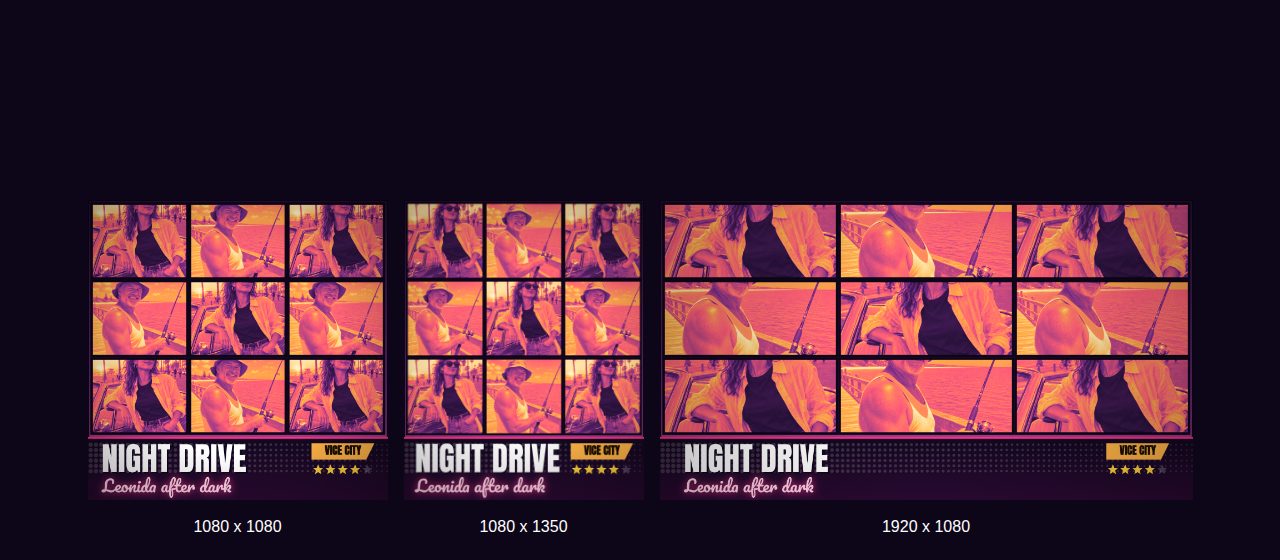 NIGHT DRIVE
VICE CITY
Leonida after dark
NIGHT DRIVE
VICE CITY
Leonida after dark
NIGHT DRIVE
VICE CITY
Leonida after dark
1080 x 1080
1080 x 1350
1920 x 1080